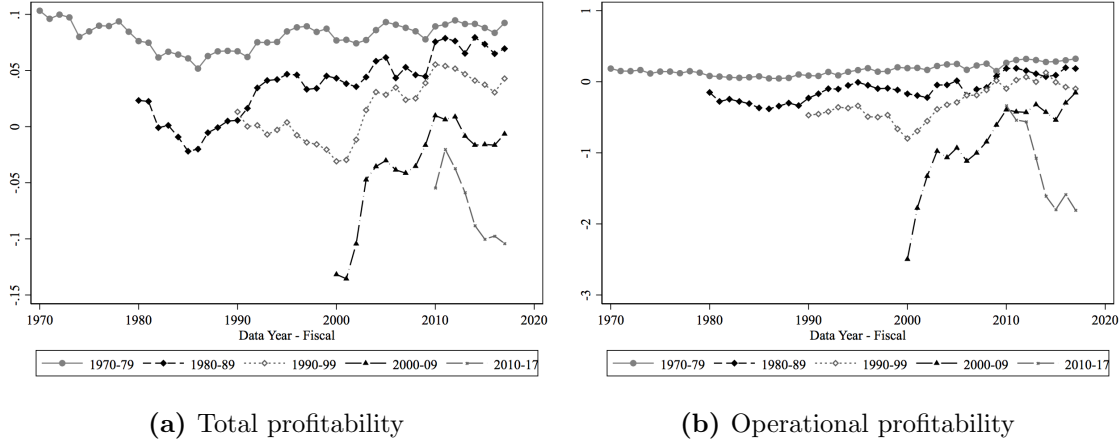 .1
.05
0
-.05
-.1
-.15
1970 1980 1990 2000 2010 2020
Data Year - Fiscal
1970-79 1980-89 1990-99 2000-09 2010-17
(a) Total profitability
1
0
-1
-2
-3
1970 1980 1990 2000 2010 2020
Data Year - Fiscal
1970-79 1980-89 1990-99 2000-09 2010-17
(b) Operational profitability